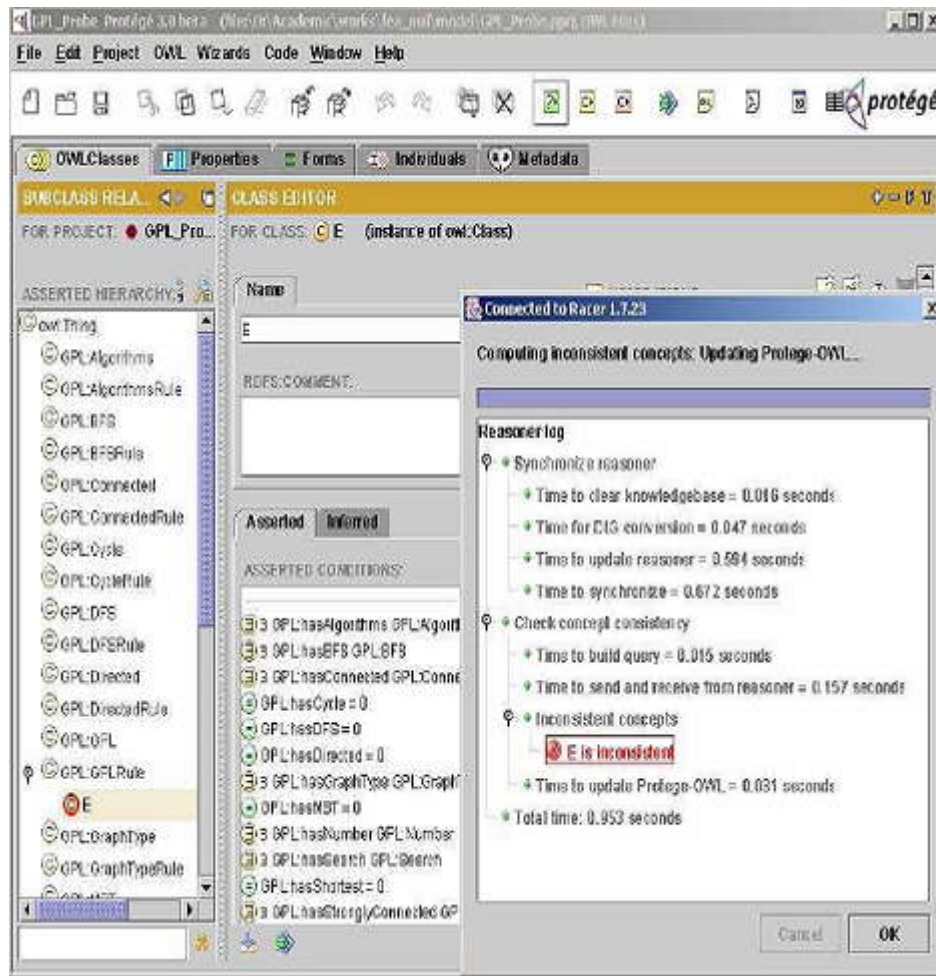 GPL_Probe Protégé 3.0 beta
File Edit Project OWL Wizards Code Window Help
protégé
OWLClasses Properties Forms Individuals Metadata
SUBCLASS RELA... CLASS EDITOR
FOR PROJECT: GPL_Pro... FOR CLASS: E (instance of owl:Class)
ASSERTED HIERARCHY:
owl:Thing
GPL:Algorithms
GPL:AlgorithmsRule
GPL:BFS
GPL:BFSRule
GPL:Connected
GPL:ConnectedRule
GPL:Cycle
GPL:CycleRule
GPL:DFS
GPL:DFSRule
GPL:Directed
GPL:DirectedRule
GPL:GPL
GPL:GPLRule
E
GPL:GraphType
GPL:GraphTypeRule
Name
E
RDFS:COMMENT:
Asserted Inferred
ASSERTED CONDITIONS:
∃ GPL:hasAlgorithms GPL:Algorit
∃ GPL:hasBFS GPL:BFS
∃ GPL:hasConnected GPL:Conne
GPL:hasCycle = 0
GPL:hasDFS = 0
GPL:hasDirected = 0
∃ GPL:hasGraphType GPL:GraphT
GPL:hasMST = 0
∃ GPL:hasNumber GPL:Number
∃ GPL:hasSearch GPL:Search
GPL:hasShortest = 0
∃ GPL:hasStronglyConnected GP
Connected to Racer 1.7.23
Computing inconsistent concepts: Updating Protege-OWL...
Reasoner log
Synchronize reasoner
Time to clear knowledgebase = 0.016 seconds
Time for DIG conversion = 0.047 seconds
Time to update reasoner = 0.594 seconds
Time to synchronize = 0.672 seconds
Check concept consistency
Time to build query = 0.015 seconds
Time to send and receive from reasoner = 0.157 seconds
Inconsistent concepts
E is inconsistent
Time to update Protege-OWL = 0.031 seconds
Total time: 0.953 seconds
Cancel OK